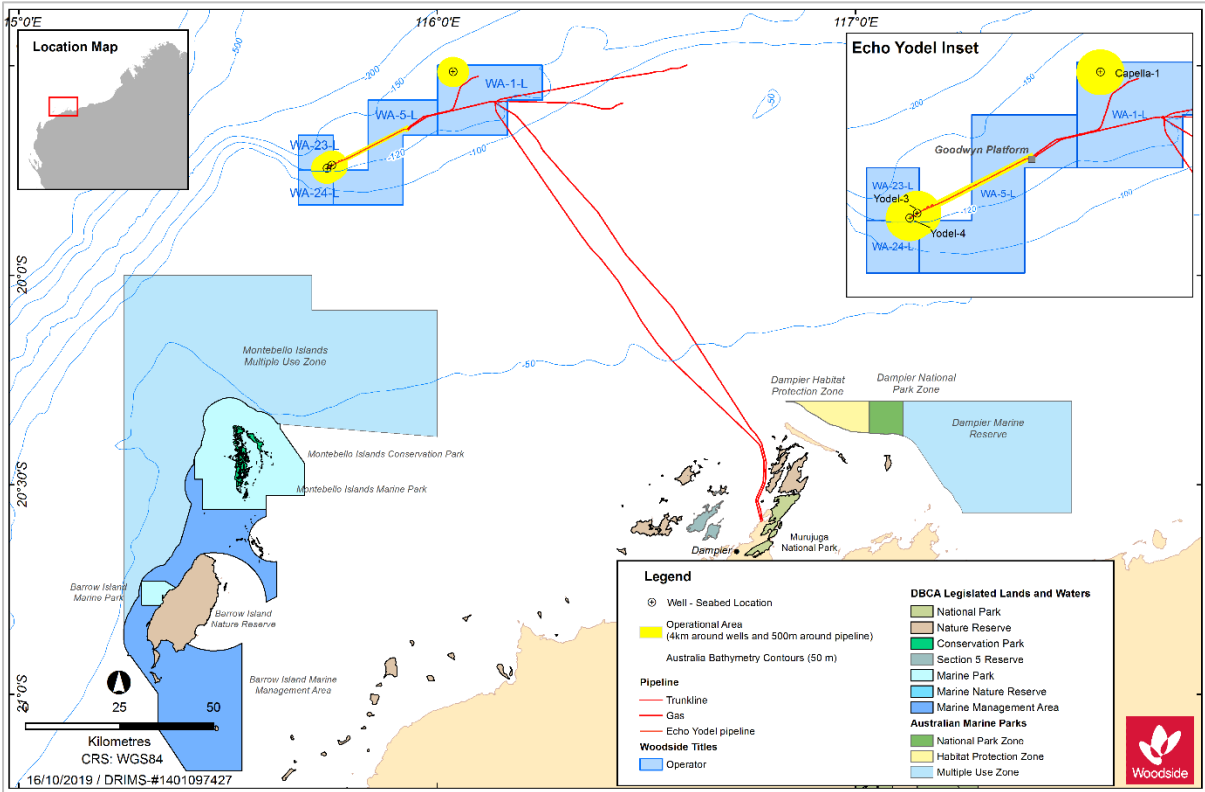 115°0'E
116°0'E
117°0'E
Location Map
-500
-200
-150
WA-1-L
WA-5-L
WA-23-L
-120
-100
WA-24-L
50
Echo Yodel Inset
-150
Capella-1
WA-1-L
Goodwyn Platform
WA-23-L
WA-5-L
Yodel-3
-120
-100
WA-24-L
Yodel-4
20°0'S
Montebello Islands
Multiple Use Zone
-50
Dampier Habitat
Protection Zone
Dampier National
Park Zone
Dampier Marine
Reserve
Montebello Islands Conservation Park
20°30'S
Montebello Islands Marine Park
Dampier
Murujuga
National Park
Barrow Island
Marine Park
Barrow Island
Nature Reserve
Barrow Island Marine
Management Area
21°0'S
0
25
50
Kilometres
CRS: WGS84
16/10/2019 / DRIMS-#1401097427
Legend
Well - Seabed Location
Operational Area
(4km around wells and 500m around pipeline)
Australia Bathymetry Contours (50 m)
Pipeline
Trunkline
Gas
Echo Yodel pipeline
Woodside Titles
Operator
DBCA Legislated Lands and Waters
National Park
Nature Reserve
Conservation Park
Section 5 Reserve
Marine Park
Marine Nature Reserve
Marine Management Area
Australian Marine Parks
National Park Zone
Habitat Protection Zone
Multiple Use Zone
Woodside